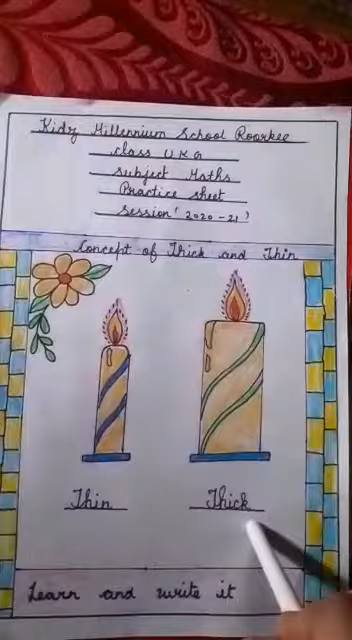 Kidz Millennium School Roorkee
class U K G
subject Maths
Practice sheet
Session' 2020-21'
Concept of Thick and Thin
Thin Thick
Learn and write it